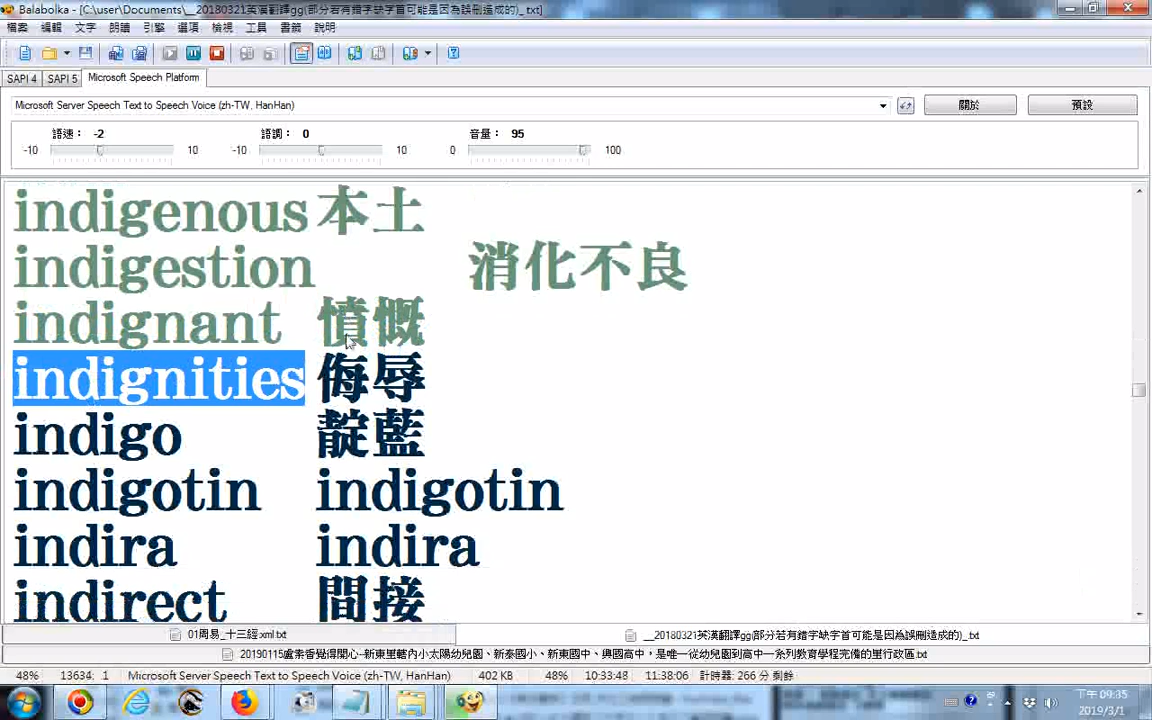 Balabolka - [C:\user\Documents\__20180321英漢翻譯gg(部分若有錯字缺字首可能是因為誤刪造成的)_.txt]
檔案 編輯 文字 朗讀 引擎 選項 檢視 工具 書籤 說明
SAPI 4 SAPI 5 Microsoft Speech Platform
Microsoft Server Speech Text to Speech Voice (zh-TW, HanHan) 關於 預設
語速： -2 語調： 0 音量： 95
-10 10 -10 10 0 100
indigenous 本土
indigestion 消化不良
indignant 憤慨
indignities 侮辱
indigo 靛藍
indigotin indigotin
indira indira
indirect 間接
01周易_十三經.xml.txt __20180321英漢翻譯gg(部分若有錯字缺字首可能是因為誤刪造成的)_.txt
20190115盧素香覺得開心--新東里轄內小太陽幼兒園、新泰國小、新東國中、興國高中，是唯一從幼兒園到高中一系列教育學程完備的里行政區.txt
48% 13634: 1 Microsoft Server Speech Text to Speech Voice (zh-TW, HanHan) 402 KB 48% 10:33:48 11:38:06 計時器: 266 分 剩餘
下午 09:35
2019/3/1